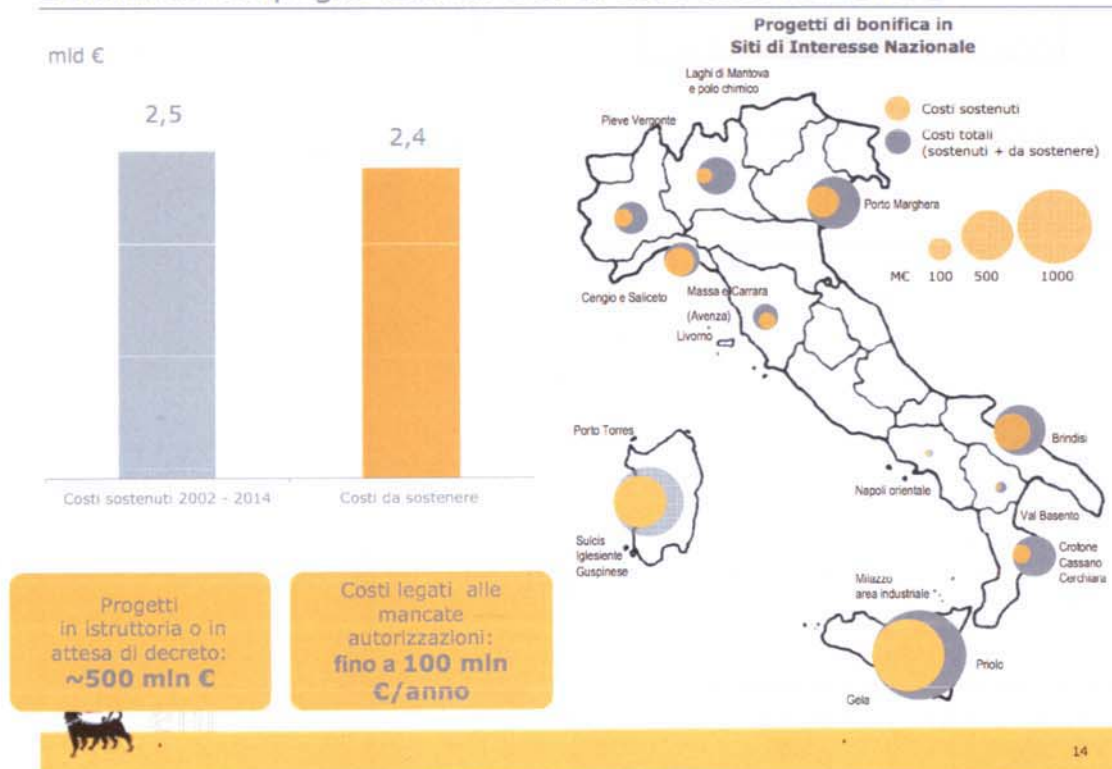 mld €
2,5
2,4
Costi sostenuti 2002 - 2014
Costi da sostenere
Progetti
in istruttoria o in
attesa di decreto:
~500 mln €
Costi legati alle
mancate
autorizzazioni:
fino a 100 mln
€/anno
Progetti di bonifica in
Siti di Interesse Nazionale
Laghi di Mantova
e polo chimico
Costi sostenuti
Costi totali
(sostenuti + da sostenere)
Pieve Vergonte
Porto Marghera
M€ 100 500 1000
Cengio e Saliceto
Massa e Carrara
(Avenza)
Livorno
Porto Torres
Brindisi
Napoli orientale
Val Basento
Sulcis
Iglesiente
Guspinese
Crotone
Cassano
Cerchiara
Milazzo
area industriale
Priolo
Gela
14